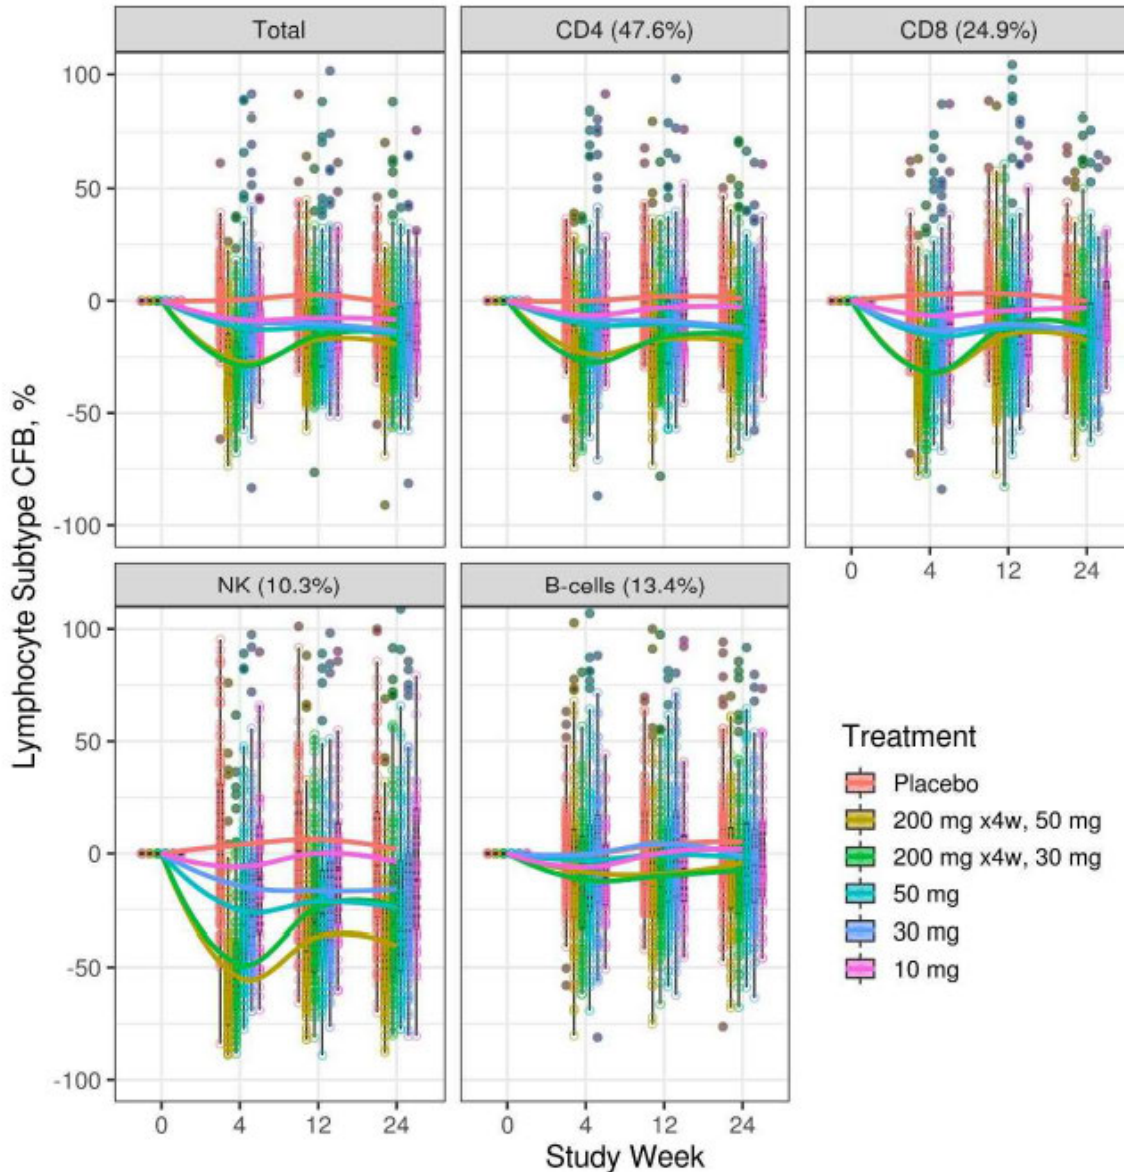 Total
CD4 (47.6%)
CD8 (24.9%)
100
50
0
-50
-100
0
4
12
24
NK (10.3%)
B-cells (13.4%)
100
50
0
-50
-100
0
4
12
24
0
4
12
24
Lymphocyte Subtype CFB, %
Study Week
Treatment
Placebo
200 mg x4w, 50 mg
200 mg x4w, 30 mg
50 mg
30 mg
10 mg